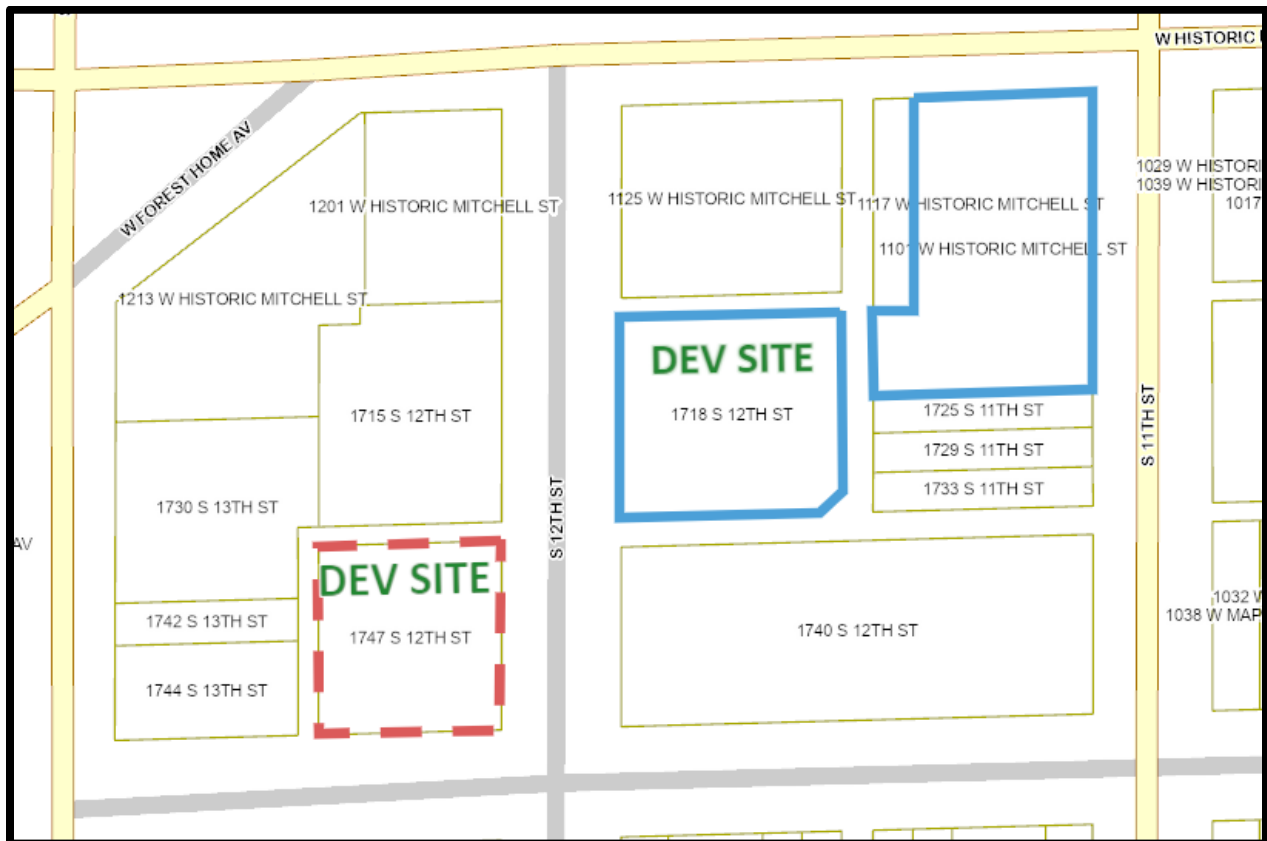 W HISTORIC
W FOREST HOME AV
1201 W HISTORIC MITCHELL ST
1125 W HISTORIC MITCHELL ST
1117 W HISTORIC MITCHELL ST
1101 W HISTORIC MITCHELL ST
1029 W HISTORI
1039 W HISTORI
1017
1213 W HISTORIC MITCHELL ST
DEV SITE
1715 S 12TH ST
1718 S 12TH ST
1725 S 11TH ST
1729 S 11TH ST
1733 S 11TH ST
S 11TH ST
1730 S 13TH ST
S 12TH ST
AV
DEV SITE
1742 S 13TH ST
1747 S 12TH ST
1744 S 13TH ST
1740 S 12TH ST
1032 W
1038 W MAP